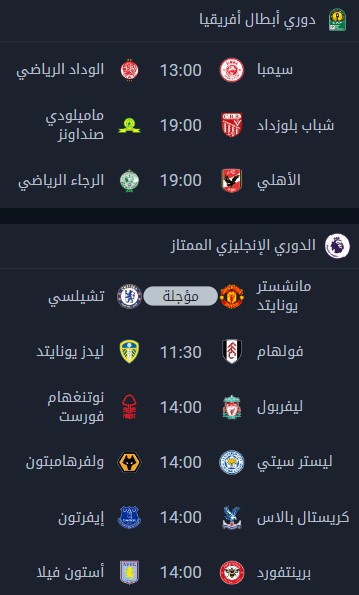 دوري أبطال أفريقيا
سيمبا 13:00 الوداد الرياضي
شباب بلوزداد 19:00 ماميلودي
صنداونز
الأهلي 19:00 الرجاء الرياضي
الدوري الإنجليزي الممتاز
مانشستر
يونايتد مؤجلة تشيلسي
فولهام 11:30 ليدز يونايتد
ليفربول 14:00 نوتنغهام
فورست
ليستر سيتي 14:00 ولفرهامبتون
كريستال بالاس 14:00 إيفرتون
برينتفورد 14:00 أستون فيلا